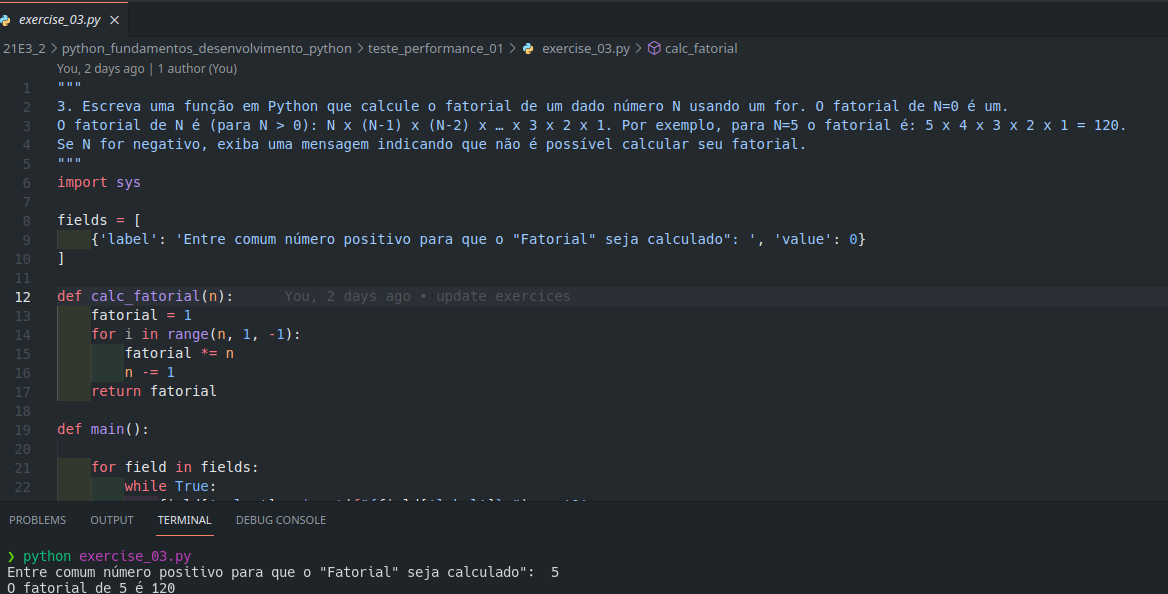 exercise_03.py ×
21E3_2 > python_fundamentos_desenvolvimento_python > teste_performance_01 > exercise_03.py > calc_fatorial
You, 2 days ago | 1 author (You)
1 """
2 3. Escreva uma função em Python que calcule o fatorial de um dado número N usando um for. O fatorial de N=0 é um.
3 O fatorial de N é (para N > 0): N x (N-1) x (N-2) x … x 3 x 2 x 1. Por exemplo, para N=5 o fatorial é: 5 x 4 x 3 x 2 x 1 = 120.
4 Se N for negativo, exiba uma mensagem indicando que não é possível calcular seu fatorial.
5 """
6 import sys
7
8 fields = [
9     {'label': 'Entre comum número positivo para que o "Fatorial" seja calculado": ', 'value': 0}
10 ]
11
12 def calc_fatorial(n): You, 2 days ago • update exercices
13     fatorial = 1
14     for i in range(n, 1, -1):
15         fatorial *= n
16         n -= 1
17     return fatorial
18
19 def main():
20
21     for field in fields:
22         while True:
PROBLEMS OUTPUT TERMINAL DEBUG CONSOLE
❯ python exercise_03.py
Entre comum número positivo para que o "Fatorial" seja calculado":  5
O fatorial de 5 é 120